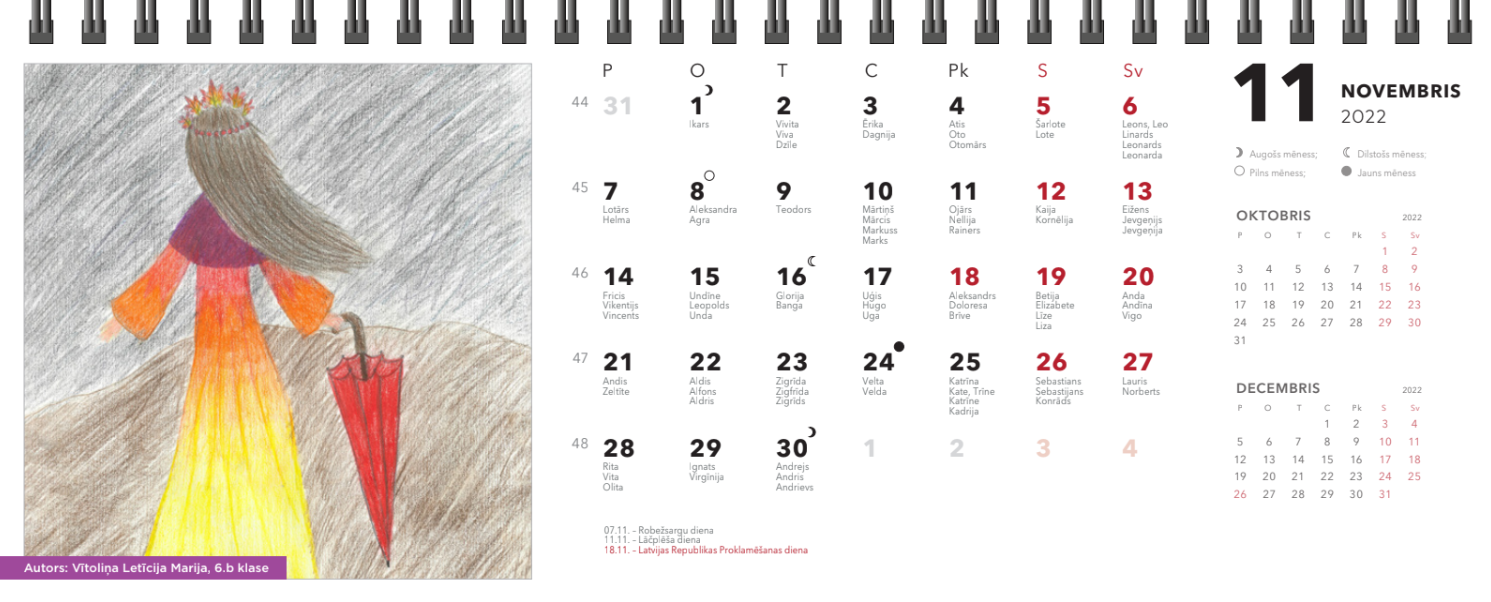 P O T C Pk S Sv
44 31 1 2 3 4 5 6
Īkars
Vivita
Viva
Dzīle
Ērika
Dagnija
Atis
Oto
Otomārs
Šarlote
Lote
Leons, Leo
Linards
Leonards
Leonarda
45 7 8 9 10 11 12 13
Lotārs
Helma
Aleksandra
Agra
Teodors
Mārtiņš
Mārcis
Markuss
Marks
Ojārs
Nellija
Rainers
Kaija
Kornēlija
Eižens
Jevgeņijs
Jevgeņija
46 14 15 16 17 18 19 20
Fricis
Vikentijs
Vincents
Undīne
Leopolds
Unda
Glorija
Banga
Uģis
Hugo
Uga
Aleksandrs
Doloresa
Brīve
Betija
Elizabete
Līze
Liza
Anda
Andīna
Vigo
47 21 22 23 24 25 26 27
Andis
Zeltīte
Aldis
Alfons
Aldris
Zigrīda
Zigfrīda
Zigrīds
Velta
Velda
Katrīna
Kate, Trīne
Katrīne
Kadrija
Sebastians
Sebastijans
Konrāds
Lauris
Norberts
48 28 29 30 1 2 3 4
Rita
Vita
Olita
Ignats
Virgīnija
Andrejs
Andris
Andrievs
07.11. – Robežsargu diena
11.11. – Lāčplēša diena
18.11. – Latvijas Republikas Proklamēšanas diena
11 NOVEMBRIS
2022
Augošs mēness; Dilstošs mēness;
Pilns mēness; Jauns mēness
OKTOBRIS 2022
P O T C Pk S Sv
1 2
3 4 5 6 7 8 9
10 11 12 13 14 15 16
17 18 19 20 21 22 23
24 25 26 27 28 29 30
31
DECEMBRIS 2022
P O T C Pk S Sv
1 2 3 4
5 6 7 8 9 10 11
12 13 14 15 16 17 18
19 20 21 22 23 24 25
26 27 28 29 30 31
Autors: Vītoliņa Letīcija Marija, 6.b klase